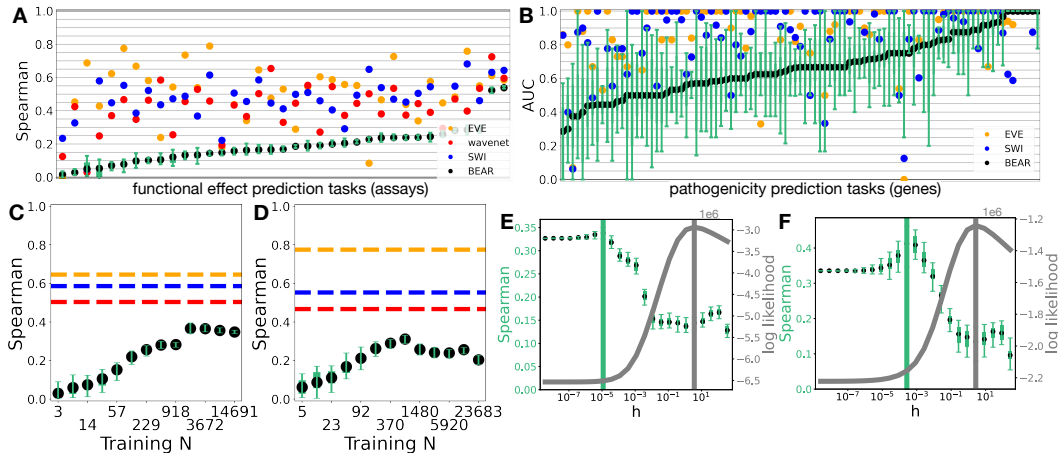 A
1.0
0.8
0.6
0.4
0.2
0.0
Spearman
EVE
wavenet
SWI
BEAR
functional effect prediction tasks (assays)
B
1.0
0.8
0.6
0.4
0.2
0.0
AUC
EVE
SWI
BEAR
pathogenicity prediction tasks (genes)
C
1.0
0.8
0.6
0.4
0.2
0.0
Spearman
3 57 918 14691
14 229 3672
Training N
D
1.0
0.8
0.6
0.4
0.2
0.0
Spearman
5 92 1480 23683
23 370 5920
Training N
E
0.35
0.30
0.25
0.20
0.15
0.10
0.05
0.00
Spearman
10⁻⁷ 10⁻⁵ 10⁻³ 10⁻¹ 10¹
h
1e6
−3.0
−3.5
−4.0
−4.5
−5.0
−5.5
−6.0
−6.5
log likelihood
F
0.4
0.3
0.2
0.1
0.0
Spearman
10⁻⁷ 10⁻⁵ 10⁻³ 10⁻¹ 10¹
h
1e6
−1.2
−1.4
−1.6
−1.8
−2.0
−2.2
log likelihood